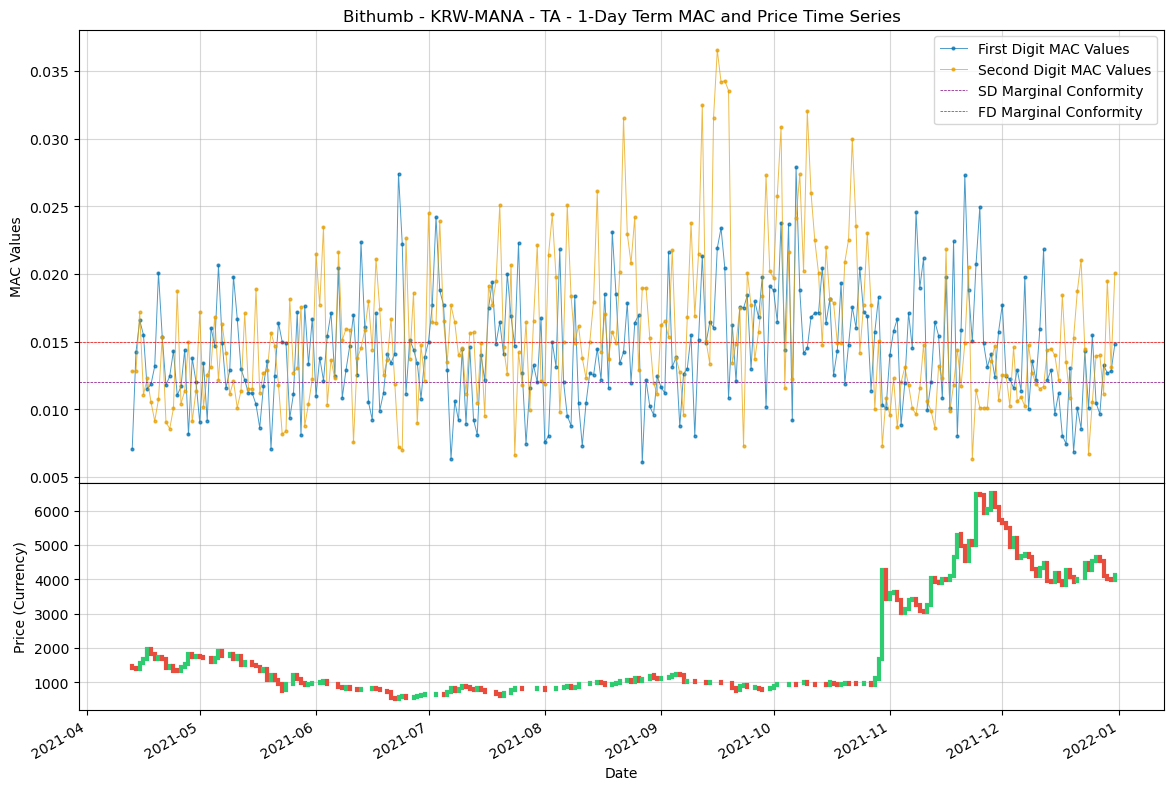 Bithumb - KRW-MANA - TA - 1-Day Term MAC and Price Time Series
First Digit MAC Values
Second Digit MAC Values
SD Marginal Conformity
FD Marginal Conformity
MAC Values
0.035
0.030
0.025
0.020
0.015
0.010
0.005
Price (Currency)
6000
5000
4000
3000
2000
1000
2021-04
2021-05
2021-06
2021-07
2021-08
2021-09
2021-10
2021-11
2021-12
2022-01
Date